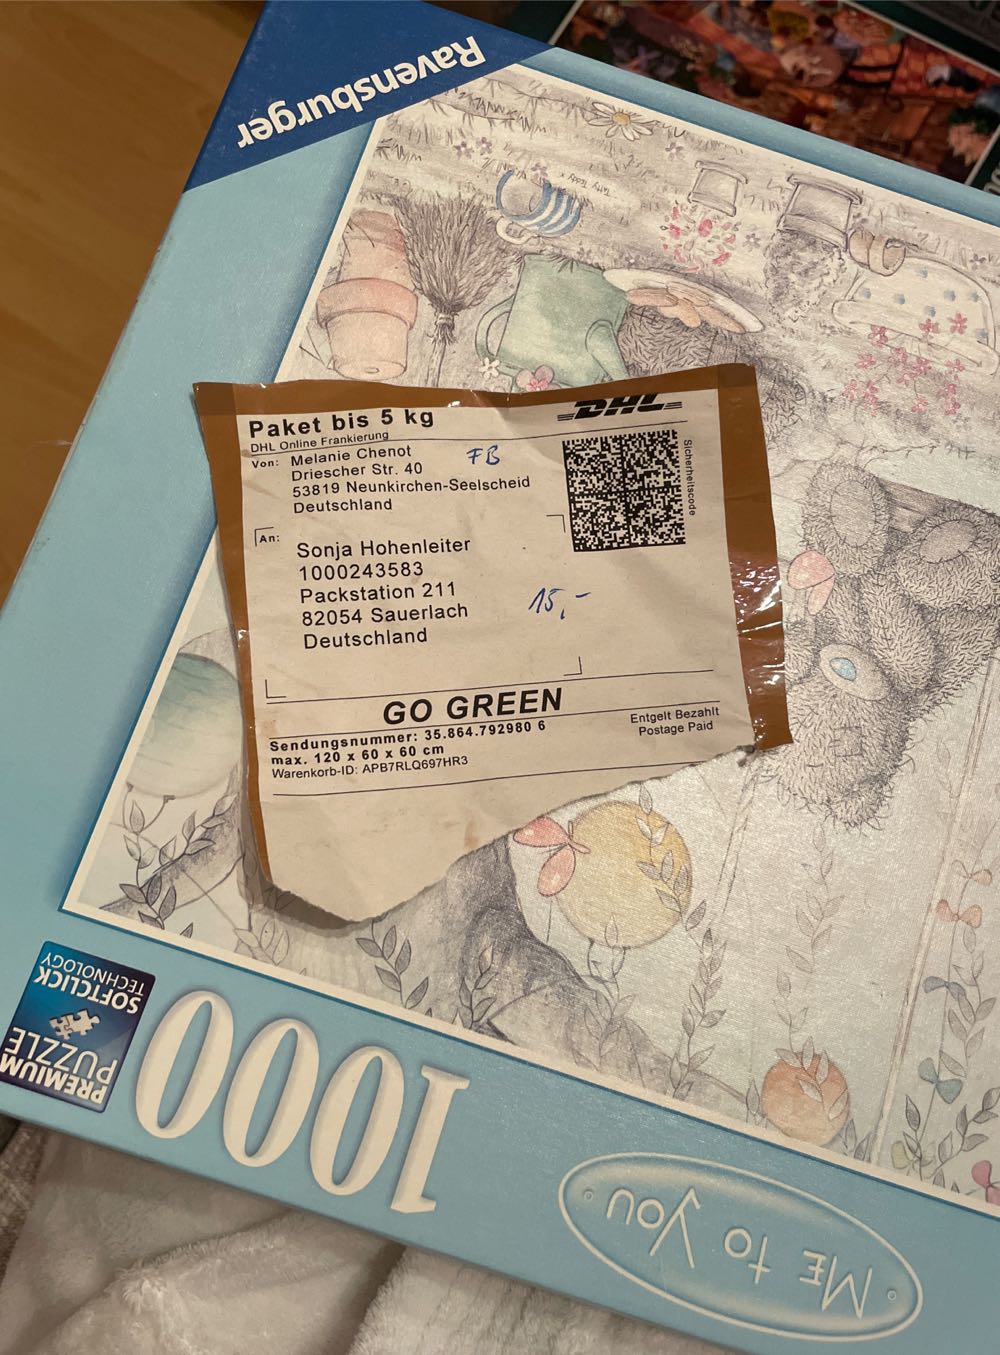 Ravensburger
Tatty Teddy x
Paket bis 5 kg
DHL Online Frankierung
DHL
Von: Melanie Chenot
FB
Driescher Str. 40
53819 Neunkirchen-Seelscheid
Deutschland
Sicherheitscode
An:
Sonja Hohenleiter
1000243583
Packstation 211
82054 Sauerlach
Deutschland
15,-
GO GREEN
Sendungsnummer: 35.864.792980 6
max. 120 x 60 x 60 cm
Warenkorb-ID: APB7RLQ697HR3
Entgelt Bezahlt
Postage Paid
SOFTCLICK
TECHNOLOGY
PREMIUM
PUZZLE
1000
ME to YOU